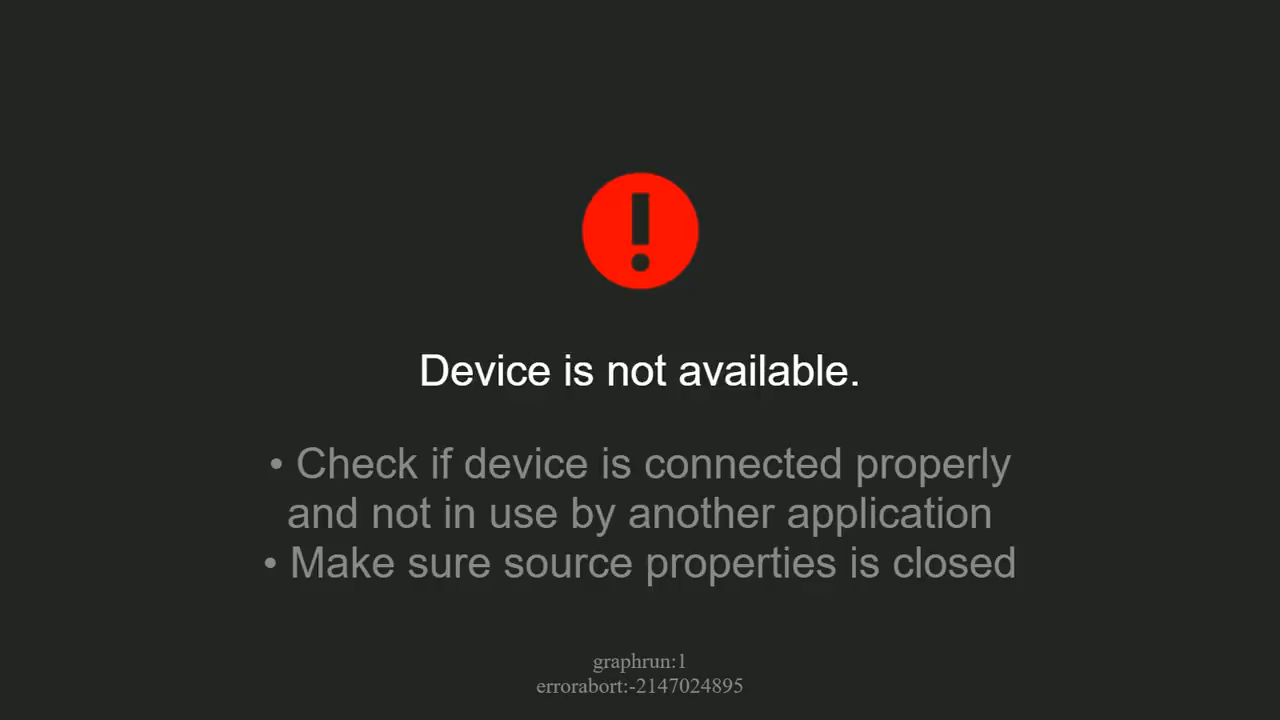 Device is not available.
• Check if device is connected properly
and not in use by another application
• Make sure source properties is closed
graphrun:1
errorabort:-2147024895